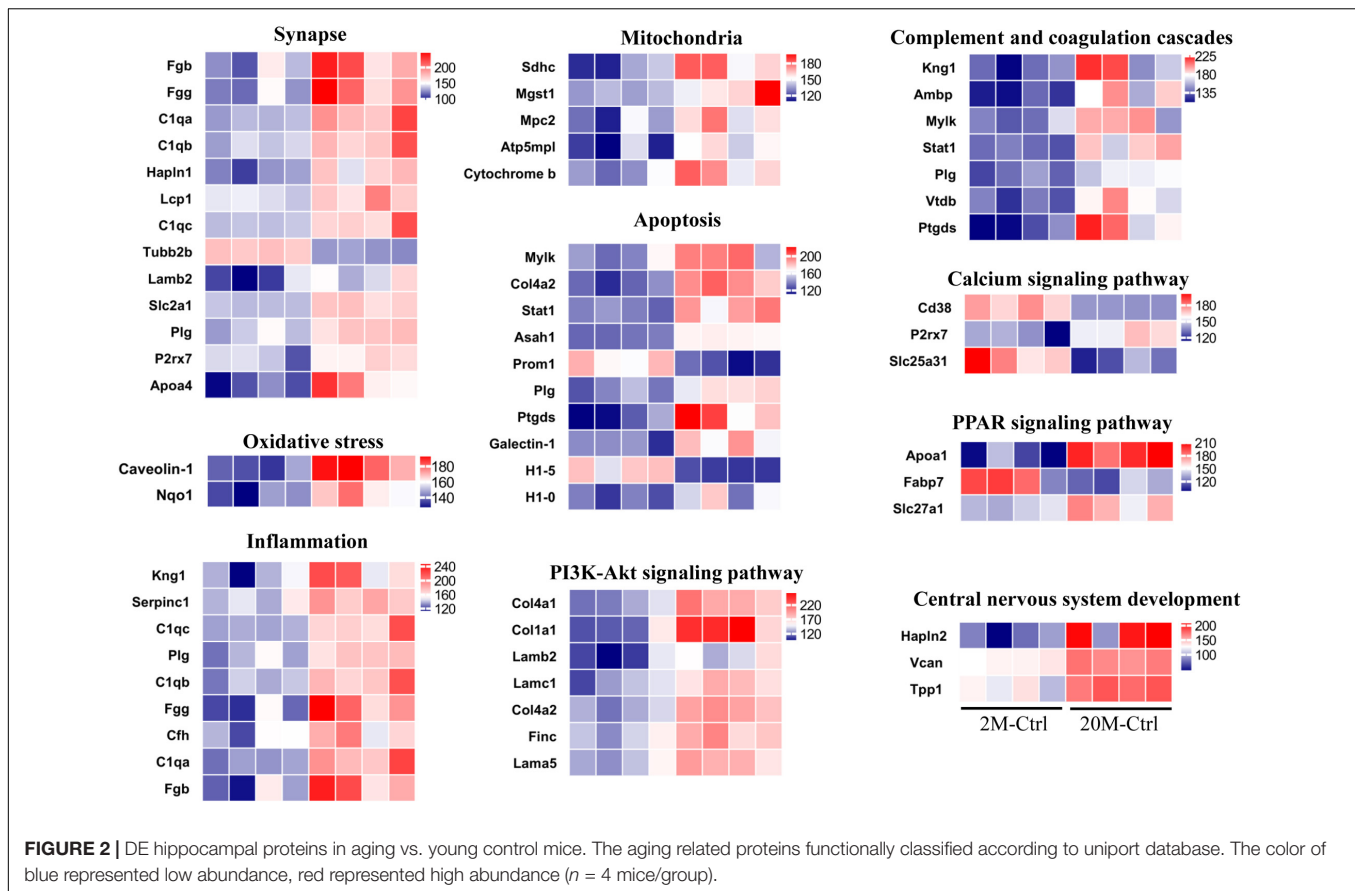 Synapse
Fgb
Fgg
C1qa
C1qb
Hapln1
Lcp1
C1qc
Tubb2b
Lamb2
Slc2a1
Plg
P2rx7
Apoa4
200
150
100
Oxidative stress
Caveolin-1
Nqo1
180
160
140
Inflammation
Kng1
Serpinc1
C1qc
Plg
C1qb
Fgg
Cfh
C1qa
Fgb
240
200
160
120
Mitochondria
Sdhc
Mgst1
Mpc2
Atp5mpl
Cytochrome b
180
150
120
Apoptosis
Mylk
Col4a2
Stat1
Asah1
Prom1
Plg
Ptgds
Galectin-1
H1-5
H1-0
200
160
120
PI3K-Akt signaling pathway
Col4a1
Col1a1
Lamb2
Lamc1
Col4a2
Finc
Lama5
220
170
120
Complement and coagulation cascades
Kng1
Ambp
Mylk
Stat1
Plg
Vtdb
Ptgds
225
180
135
Calcium signaling pathway
Cd38
P2rx7
Slc25a31
180
150
120
PPAR signaling pathway
Apoa1
Fabp7
Slc27a1
210
180
150
120
Central nervous system development
Hapln2
Vcan
Tpp1
200
150
100
2M-Ctrl 20M-Ctrl
FIGURE 2 | DE hippocampal proteins in aging vs. young control mice. The aging related proteins functionally classified according to uniport database. The color of
blue represented low abundance, red represented high abundance (n = 4 mice/group).